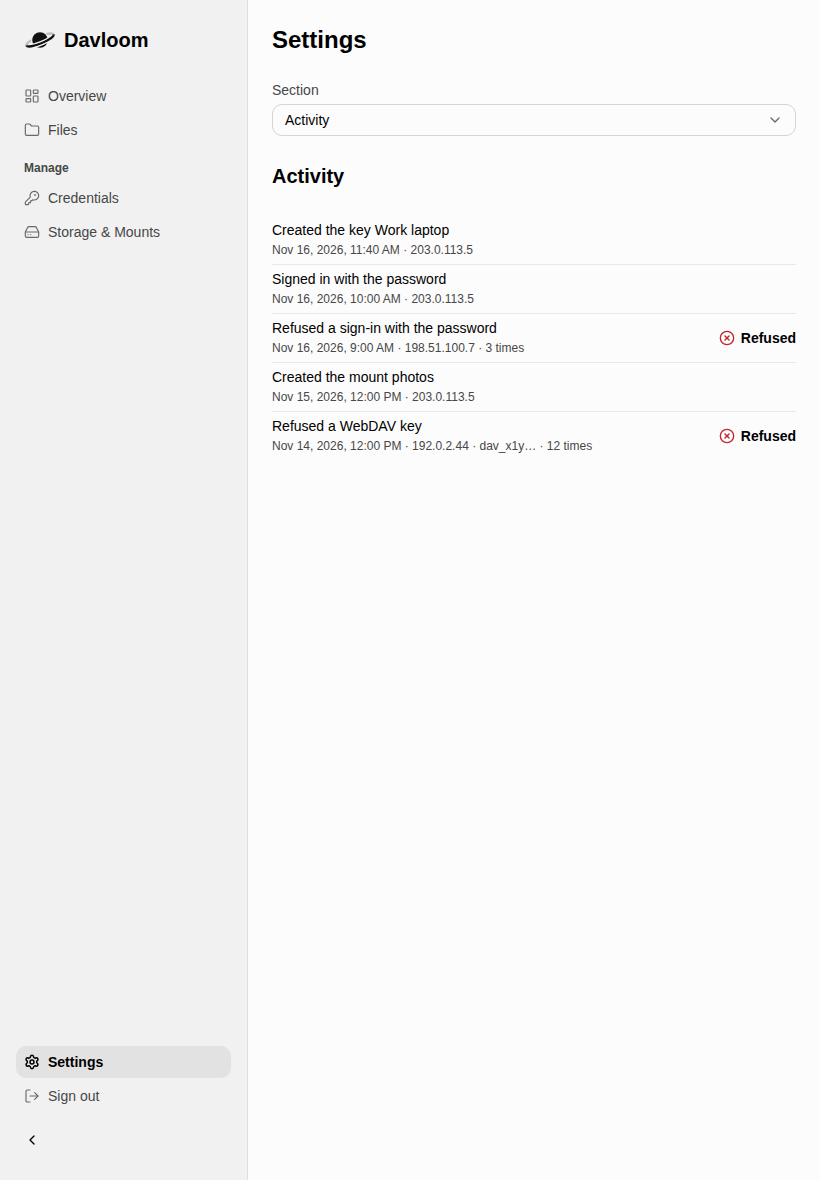 Davloom
Overview
Files
Manage
Credentials
Storage & Mounts
Settings
Sign out
Settings
Section
Activity
Activity
Created the key Work laptop
Nov 16, 2026, 11:40 AM · 203.0.113.5
Signed in with the password
Nov 16, 2026, 10:00 AM · 203.0.113.5
Refused a sign-in with the password
Nov 16, 2026, 9:00 AM · 198.51.100.7 · 3 times
Refused
Created the mount photos
Nov 15, 2026, 12:00 PM · 203.0.113.5
Refused a WebDAV key
Nov 14, 2026, 12:00 PM · 192.0.2.44 · dav_x1y… · 12 times
Refused